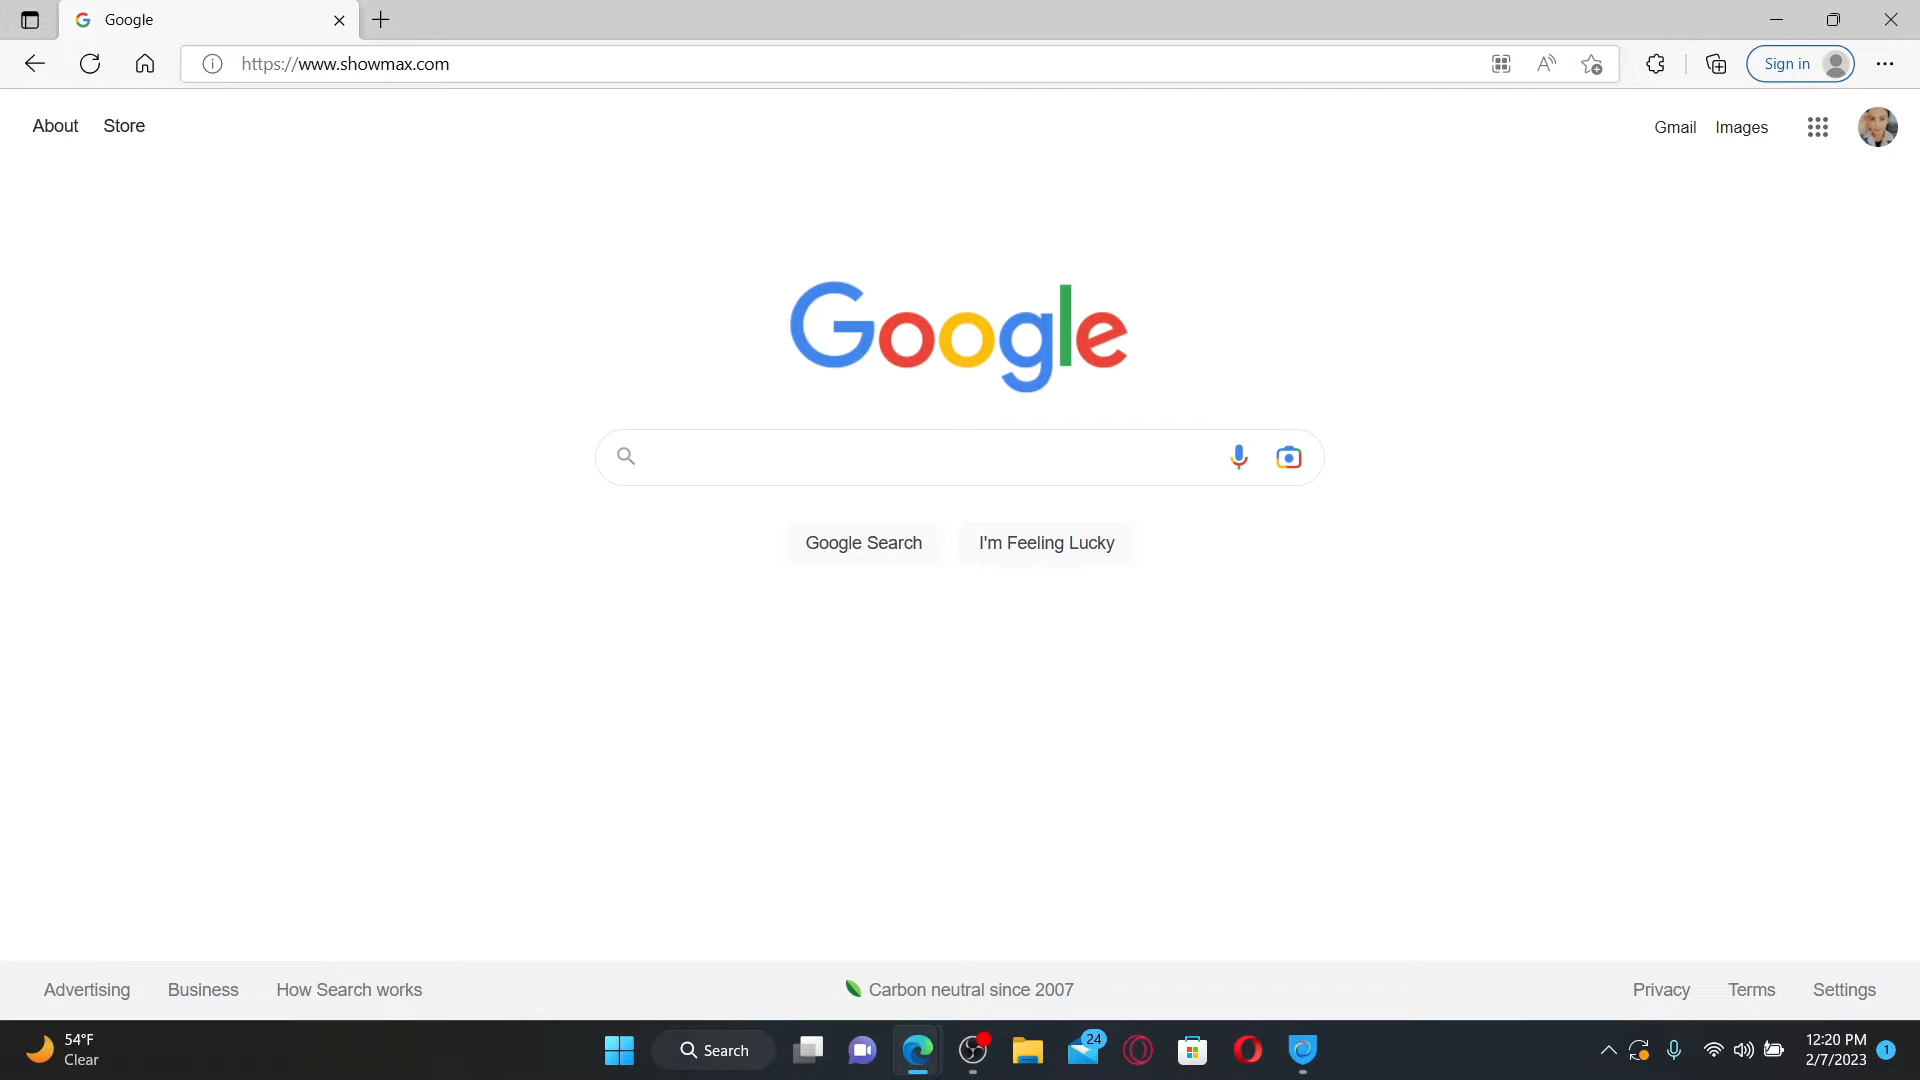 Google
https://www.showmax.com
Sign in
About Store
Gmail Images
Google
Google Search I'm Feeling Lucky
Advertising Business How Search works
Carbon neutral since 2007
Privacy Terms Settings
54°F
Clear
Search
24
12:20 PM
2/7/2023
1